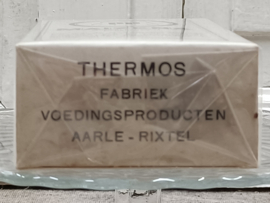 THERMOS
FABRIEK
VOEDINGSPRODUCTEN
AARLE - RIXTEL